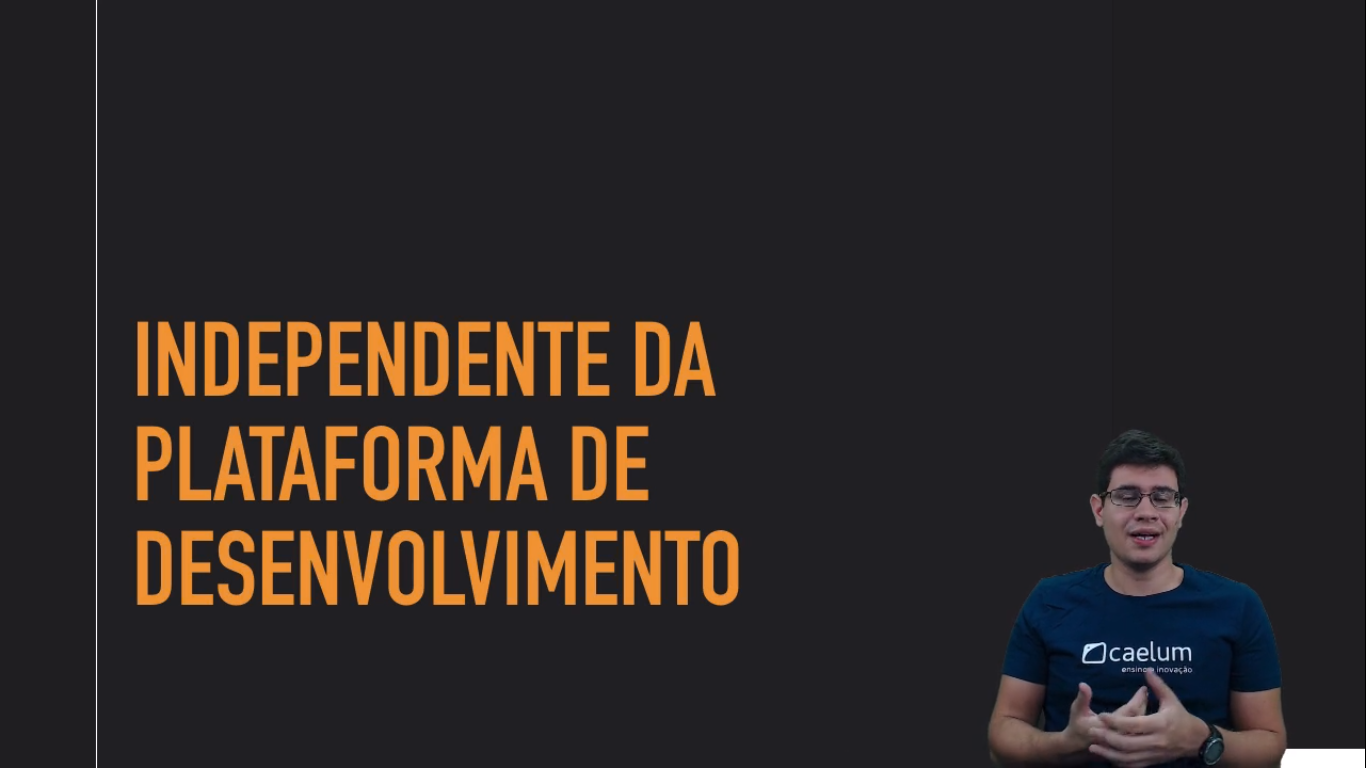 INDEPENDENTE DA
PLATAFORMA DE
DESENVOLVIMENTO
caelum
ensino e inovação